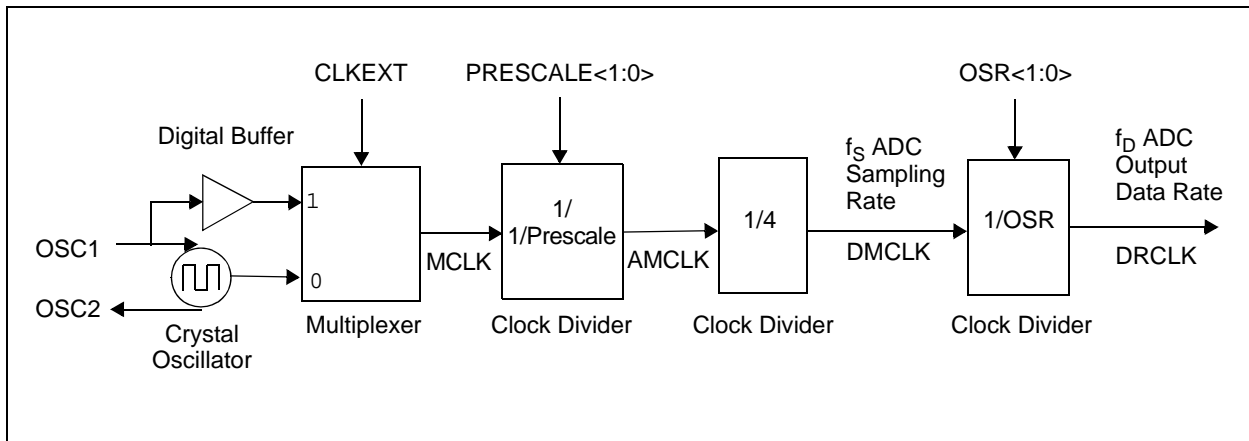 CLKEXT
PRESCALE<1:0>
OSR<1:0>
Digital Buffer
fS ADC
Sampling
Rate
fD ADC
Output
Data Rate
1
0
1/
1/Prescale
1/4
1/OSR
OSC1
OSC2
MCLK
AMCLK
DMCLK
DRCLK
Crystal
Oscillator
Multiplexer
Clock Divider
Clock Divider
Clock Divider